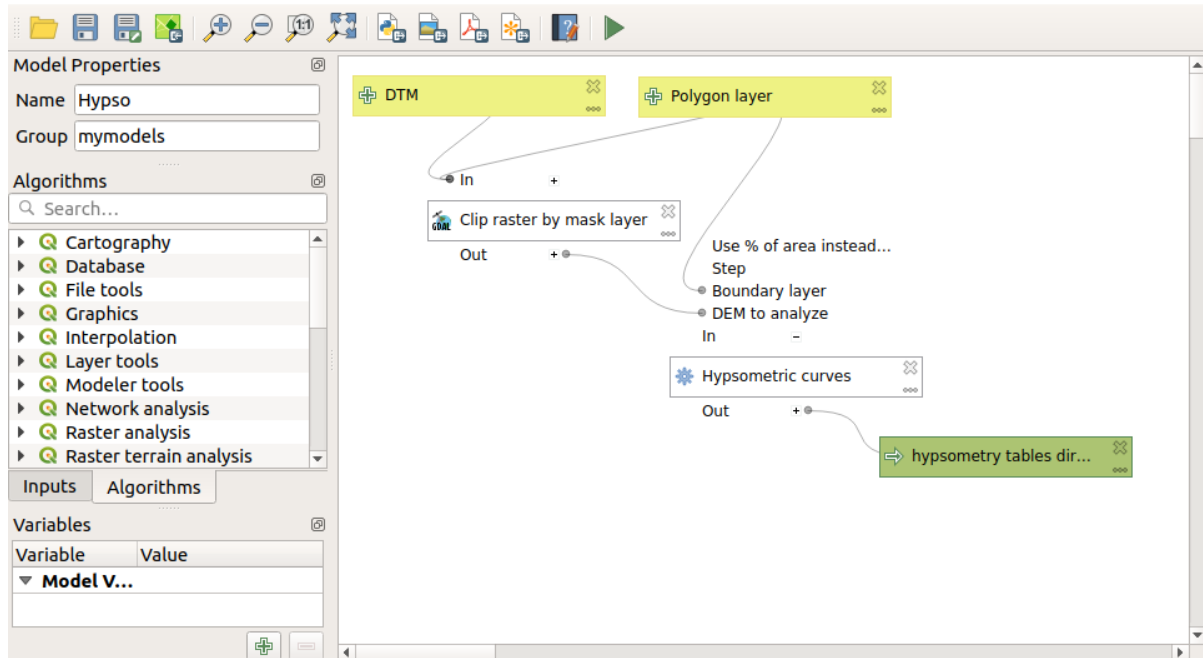 1:1
Model Properties
Name Hypso
Group mymodels
Algorithms
Search...
Cartography
Database
File tools
Graphics
Interpolation
Layer tools
Modeler tools
Network analysis
Raster analysis
Raster terrain analysis
Inputs Algorithms
Variables
Variable Value
Model V...
DTM
Polygon layer
In +
GDAL Clip raster by mask layer
Out +
Use % of area instead...
Step
Boundary layer
DEM to analyze
In -
Hypsometric curves
Out +
hypsometry tables dir...